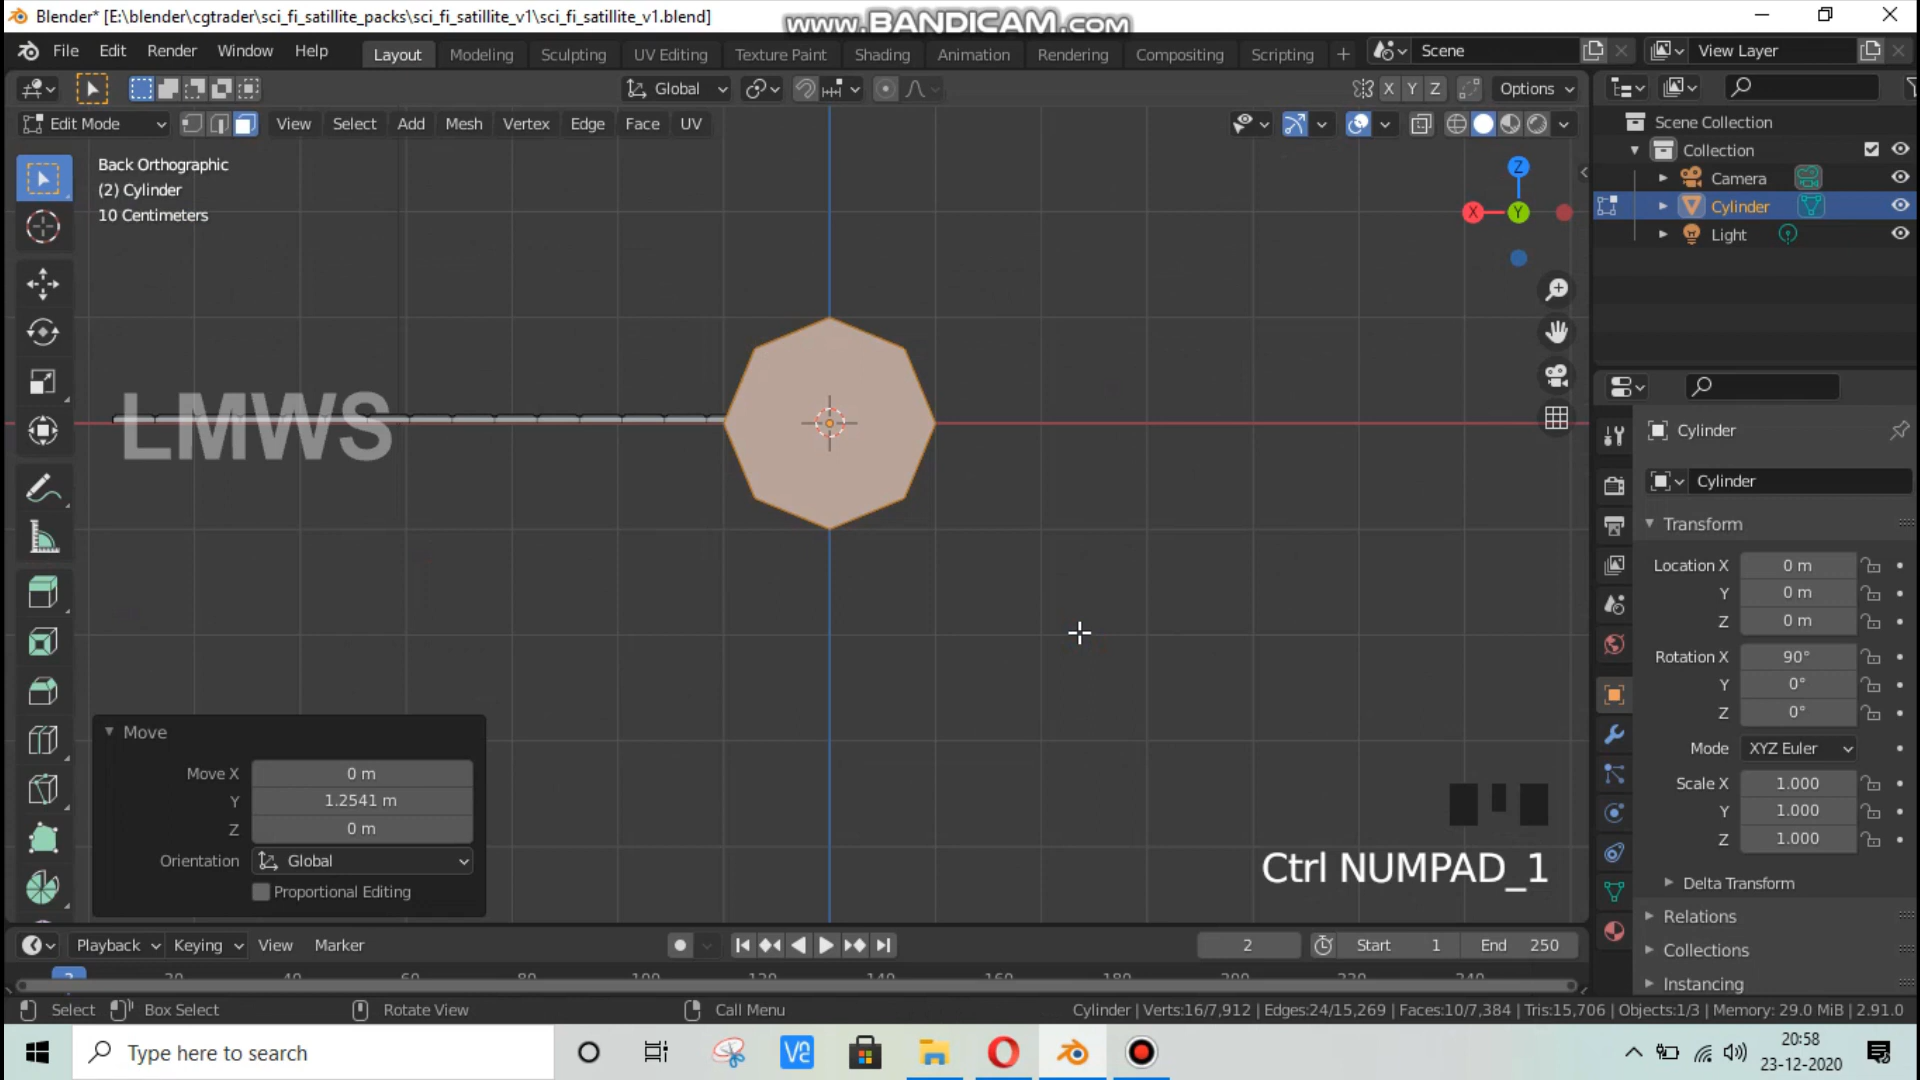 Blender* [E:\blender\cgtrader\sci_fi_satillite_packs\sci_fi_satillite_v1\sci_fi_satillite_v1.blend]
www.BANDICAM.com
File Edit Render Window Help
Layout Modeling Sculpting UV Editing Texture Paint Shading Animation Rendering Compositing Scripting +
Scene
View Layer
Global
X Y Z
Options
Edit Mode
View Select Add Mesh Vertex Edge Face UV
Scene Collection
Collection
Camera
Cylinder
Light
Back Orthographic
(2) Cylinder
10 Centimeters
Z
X
Y
LMWS
Cylinder
Cylinder
Transform
Location X 0 m
Y 0 m
Z 0 m
Rotation X 90°
Y 0°
Z 0°
Mode XYZ Euler
Scale X 1.000
Y 1.000
Z 1.000
Delta Transform
Relations
Collections
Instancing
Move
Move X 0 m
Y 1.2541 m
Z 0 m
Orientation Global
Proportional Editing
Ctrl NUMPAD_1
Playback Keying View Marker
2
Start 1
End 250
Select
Box Select
Rotate View
Call Menu
Cylinder | Verts:16/7,912 | Edges:24/15,269 | Faces:10/7,384 | Tris:15,706 | Objects:1/3 | Memory: 29.0 MiB | 2.91.0
Type here to search
20:58
23-12-2020